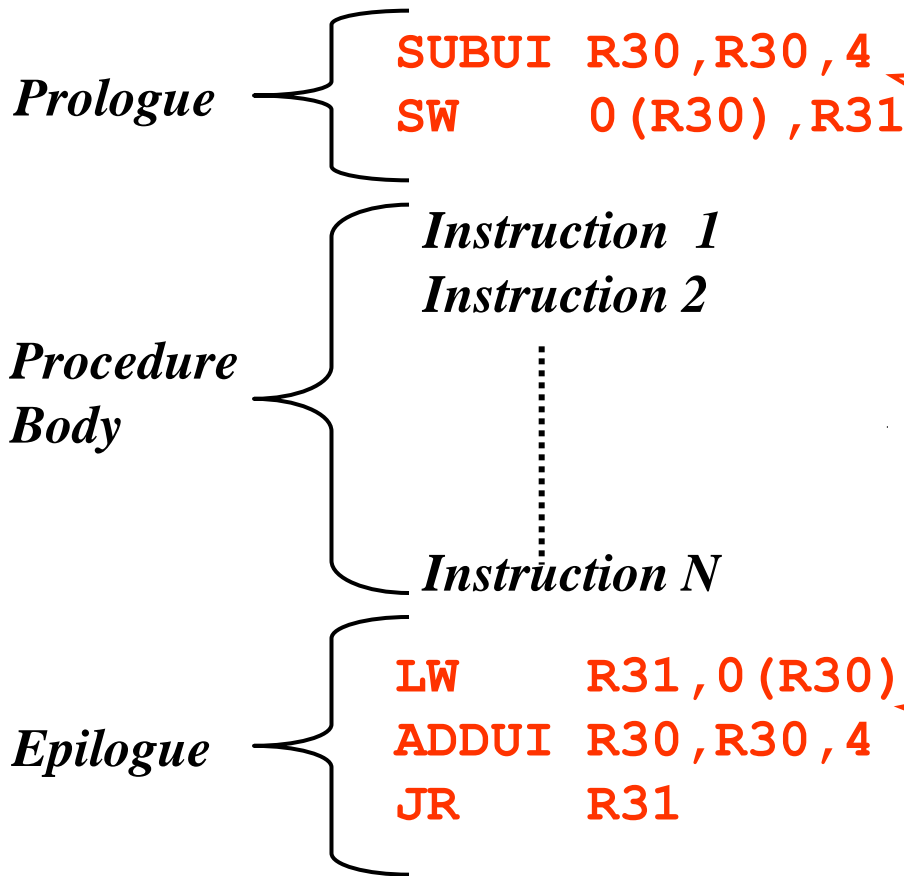 Prologue
SUBUI R30,R30,4
SW 0(R30),R31
Procedure
Body
Instruction 1
Instruction 2
Instruction N
Epilogue
LW R31,0(R30)
ADDUI R30,R30,4
JR R31